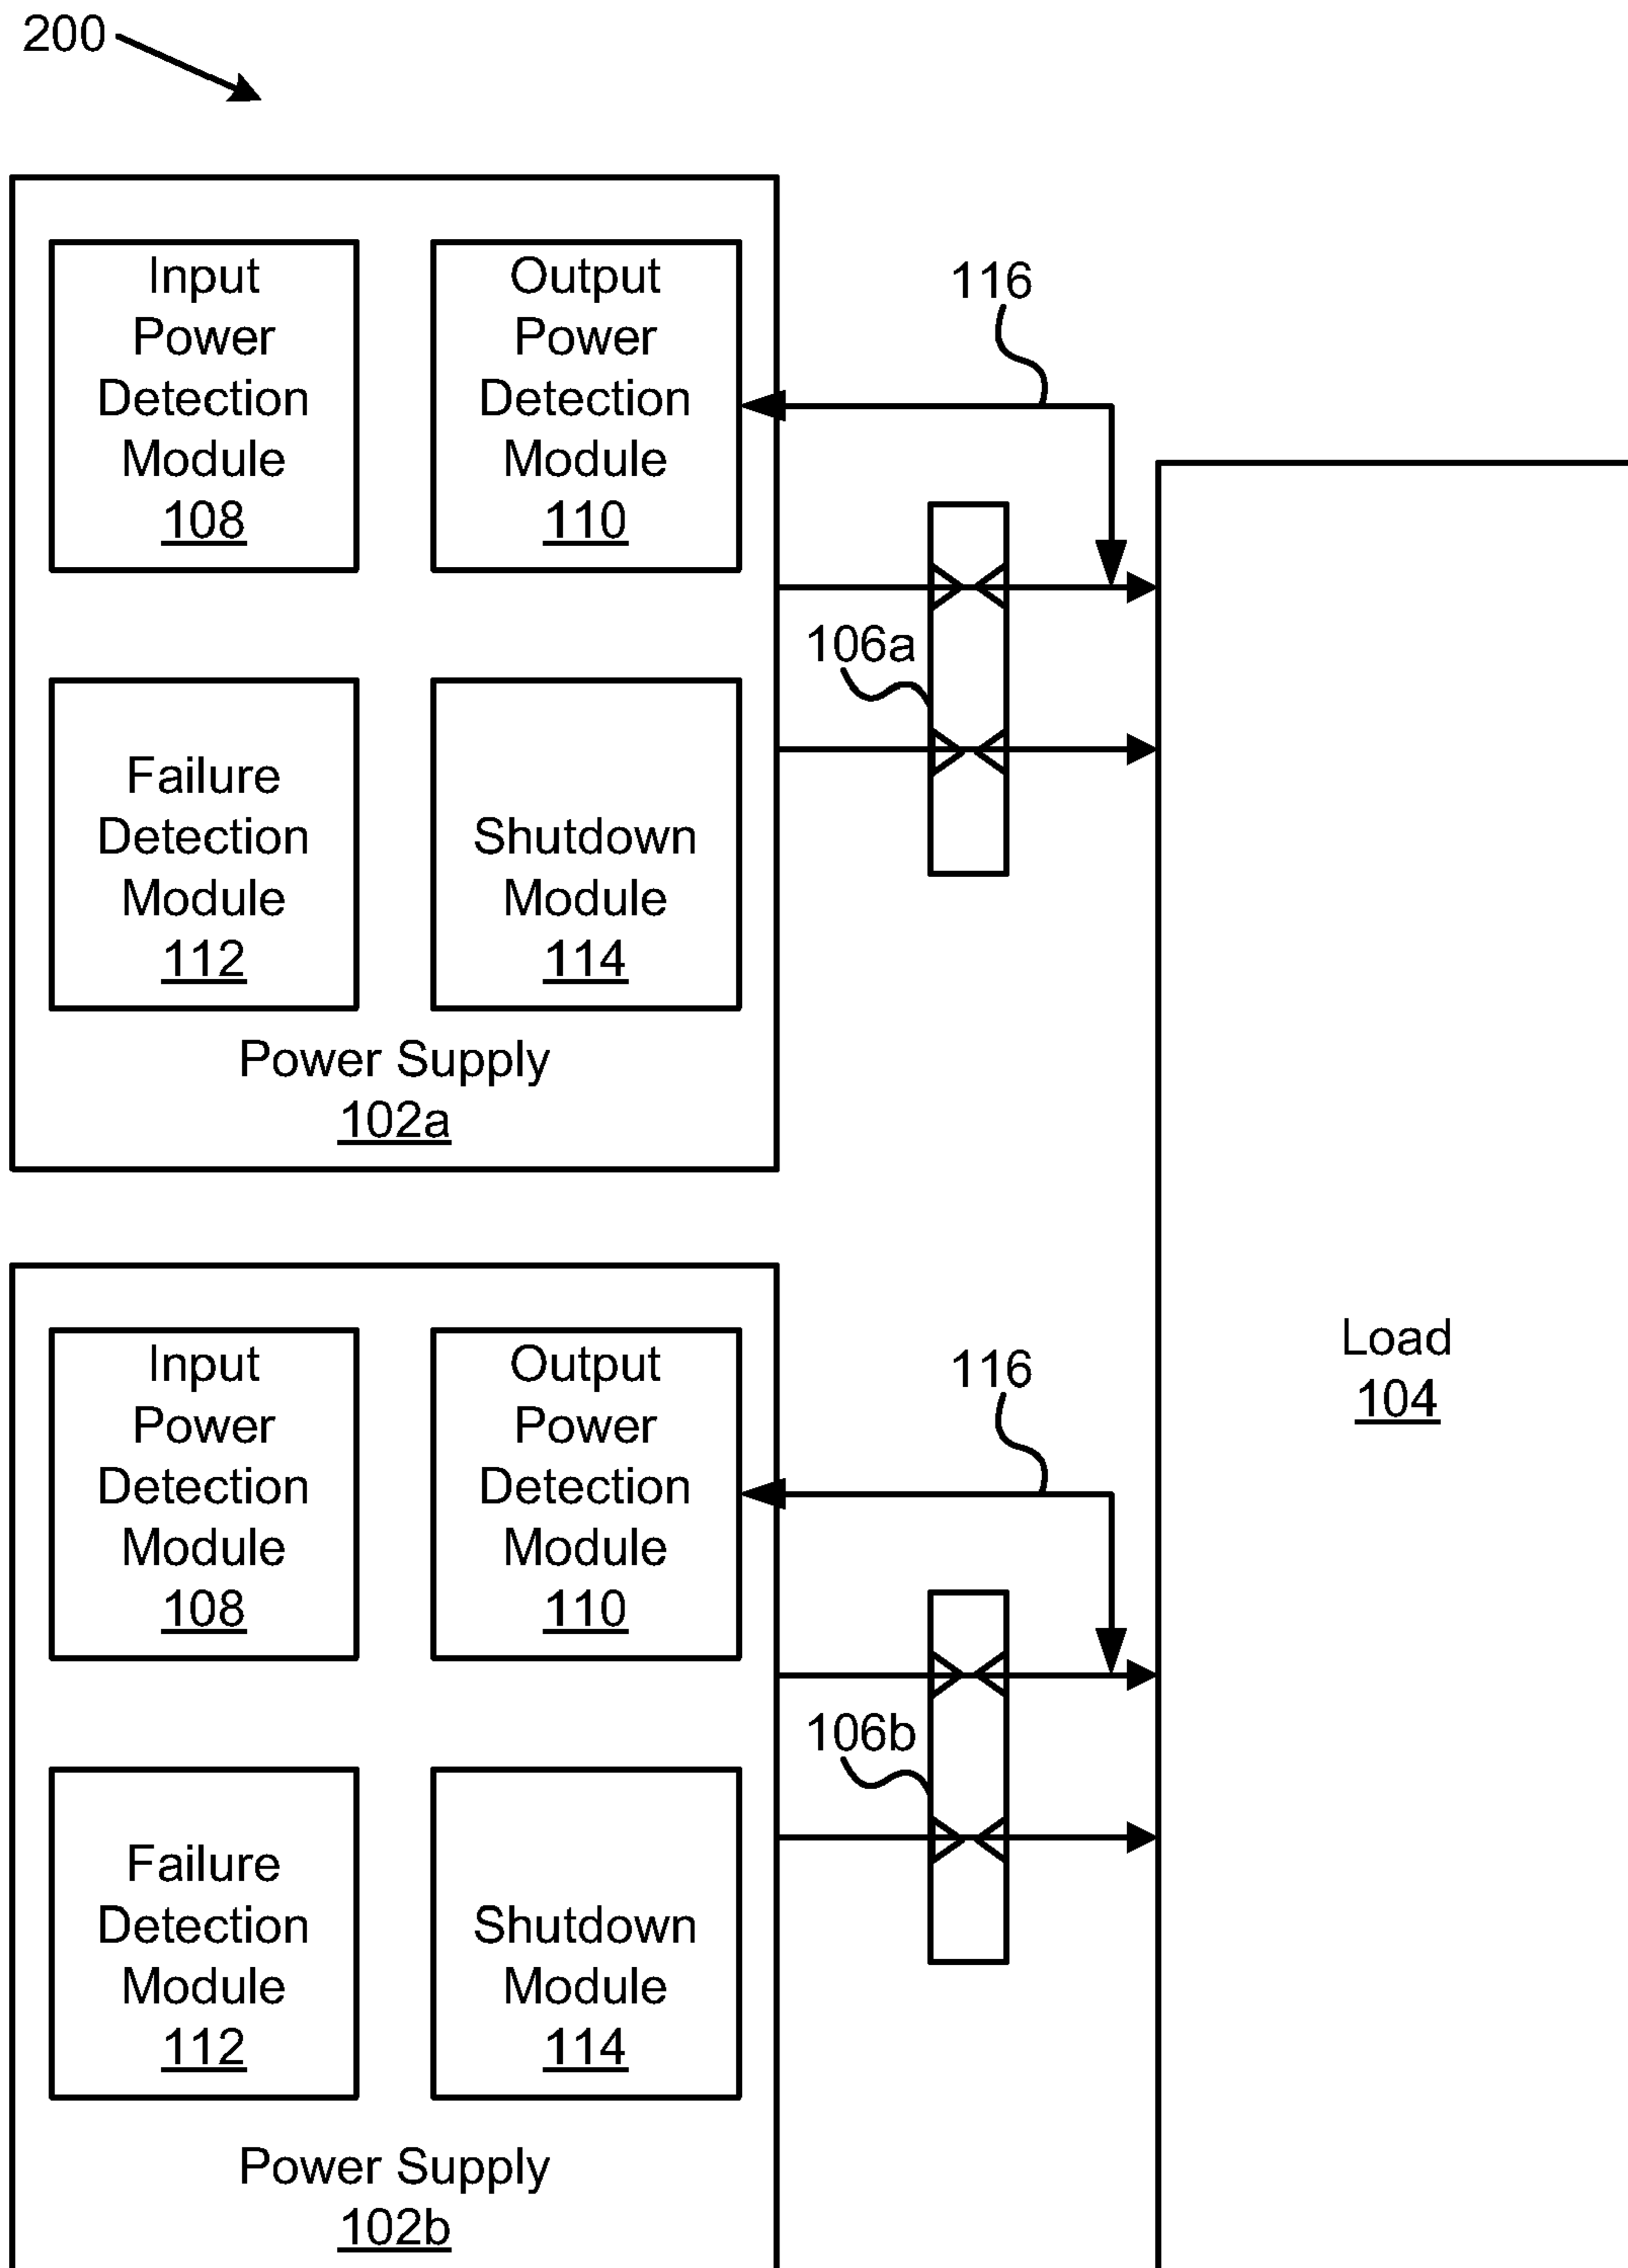 200
Input
Power
Detection
Module
108
Output
Power
Detection
Module
110
116
106a
Failure
Detection
Module
112
Shutdown
Module
114
Power Supply
102a
Input
Power
Detection
Module
108
Output
Power
Detection
Module
110
116
Load
104
106b
Failure
Detection
Module
112
Shutdown
Module
114
Power Supply
102b